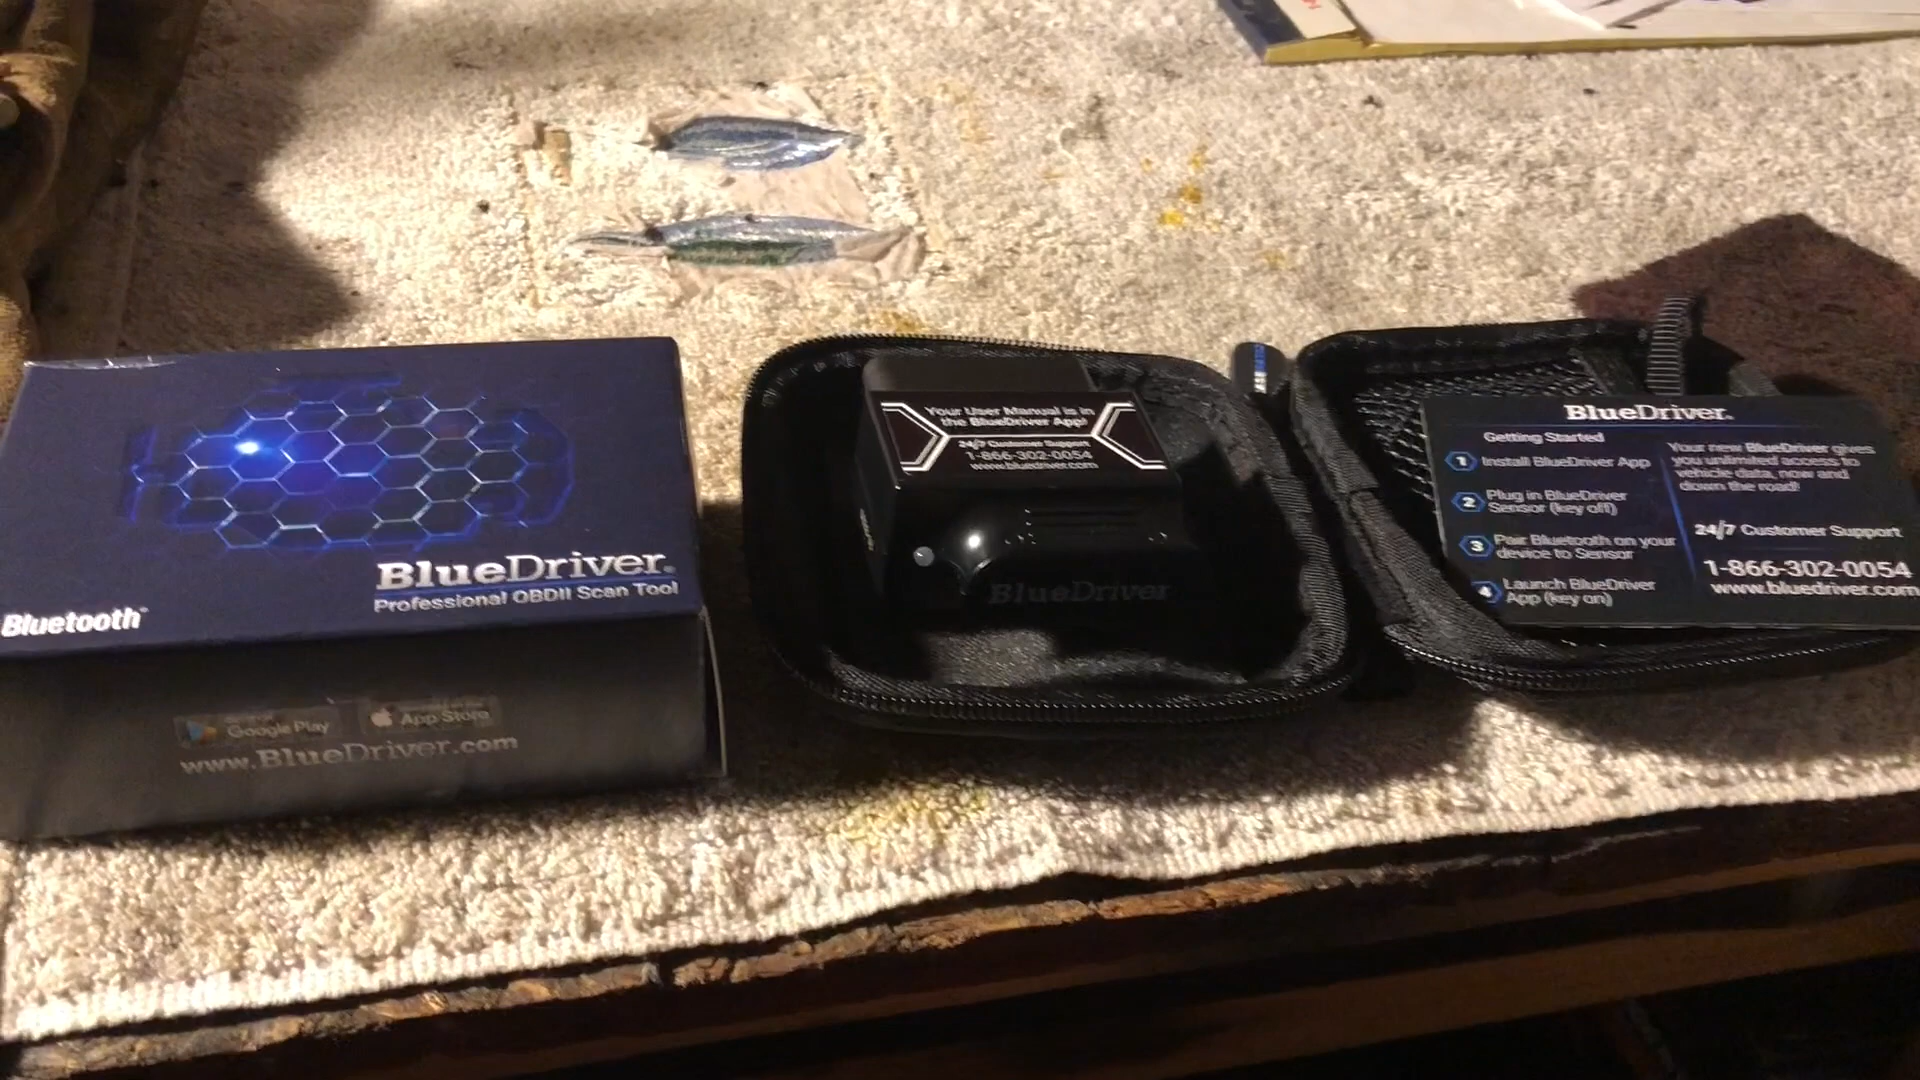 BlueDriver®
Professional OBDII Scan Tool
Bluetooth™
Google Play
App Store
www.BlueDriver.com
Your User Manual is in
the BlueDriver App!
24/7 Customer Support
1-866-302-0054
www.bluedriver.com
BlueDriver
BlueDriver®
Getting Started
1 Install BlueDriver App
2 Plug in BlueDriver
Sensor (key off)
3 Pair Bluetooth on your
device to Sensor
4 Launch BlueDriver
App (key on)
Your new BlueDriver gives
you unlimited access to
vehicle data, now and
down the road!
24/7 Customer Support
1-866-302-0054
www.bluedriver.com